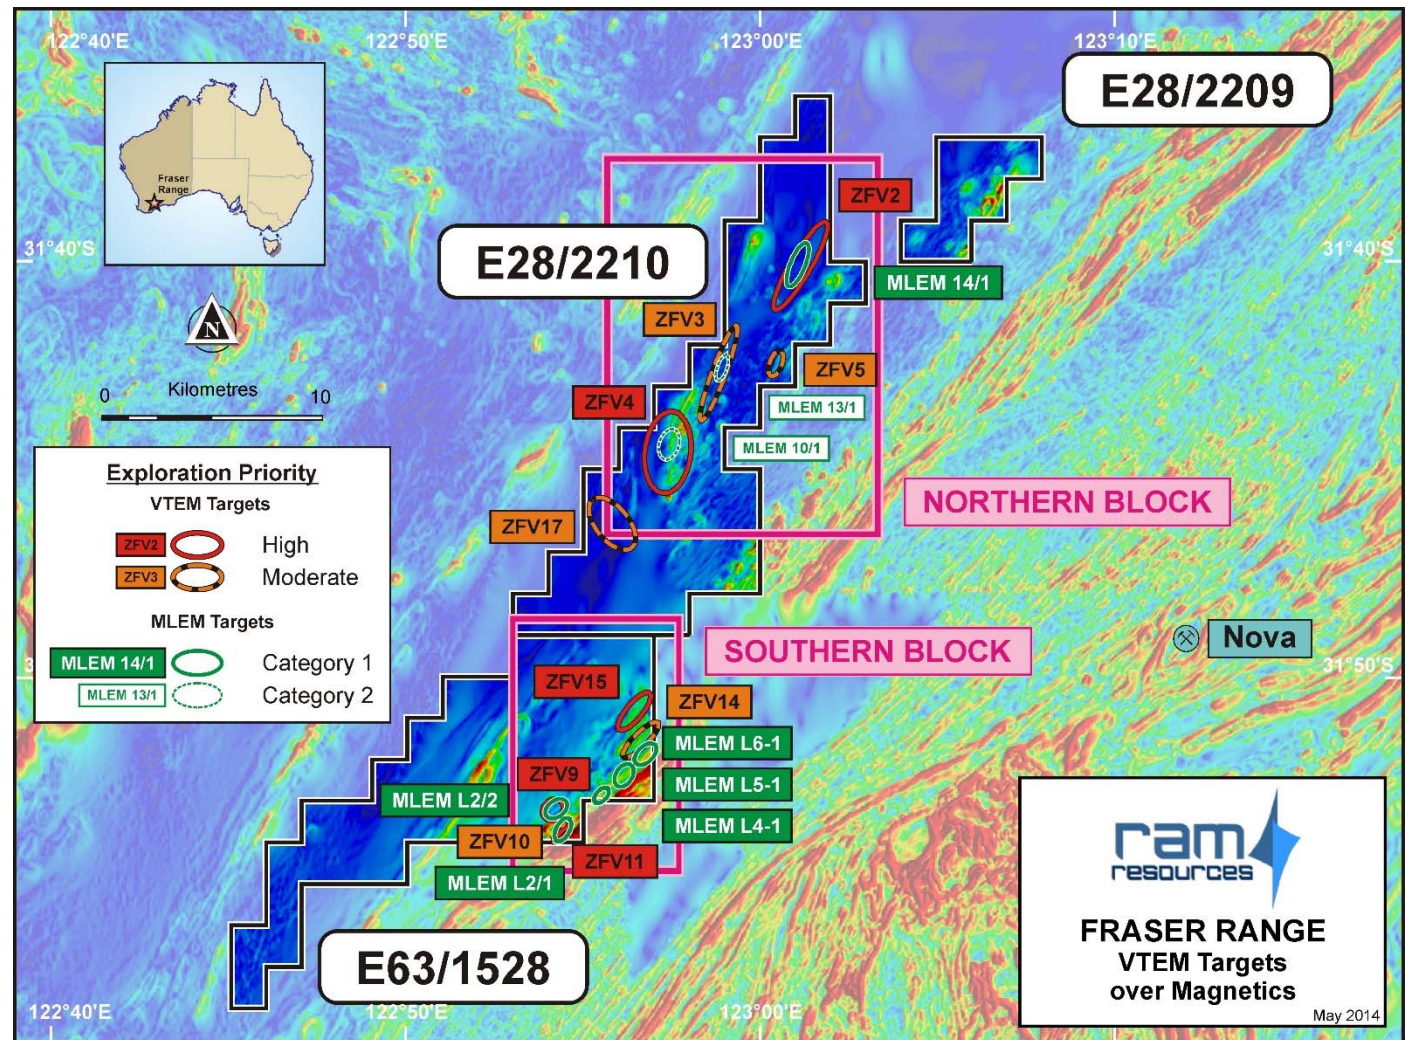 122°40'E
122°50'E
123°00'E
123°10'E
E28/2209
Fraser
Range
ZFV2
31°40'S
31°40'S
E28/2210
MLEM 14/1
N
ZFV3
ZFV5
Kilometres
0
10
ZFV4
MLEM 13/1
MLEM 10/1
Exploration Priority
VTEM Targets
ZFV2
High
ZFV3
Moderate
MLEM Targets
MLEM 14/1
Category 1
MLEM 13/1
Category 2
NORTHERN BLOCK
ZFV17
Nova
SOUTHERN BLOCK
31°50'S
ZFV15
ZFV14
MLEM L6-1
ZFV9
MLEM L5-1
MLEM L2/2
MLEM L4-1
ZFV10
ZFV11
MLEM L2/1
E63/1528
ram
resources
FRASER RANGE
VTEM Targets
over Magnetics
May 2014
122°40'E
122°50'E
123°00'E